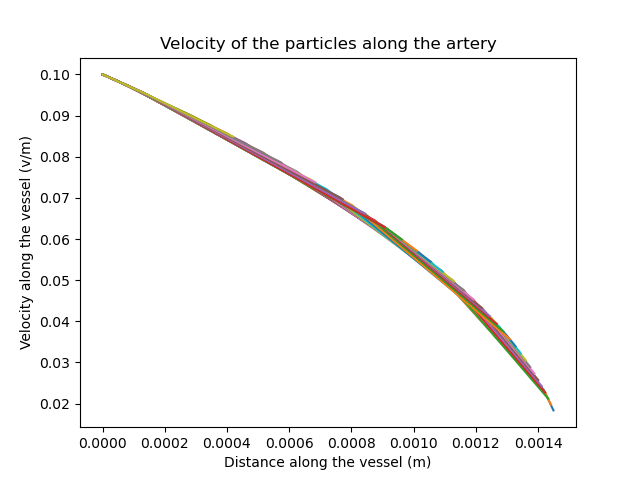 Velocity of the particles along the artery
0.10
0.09
0.08
0.07
0.06
0.05
0.04
0.03
0.02
Velocity along the vessel (v/m)
0.0000 0.0002 0.0004 0.0006 0.0008 0.0010 0.0012 0.0014
Distance along the vessel (m)